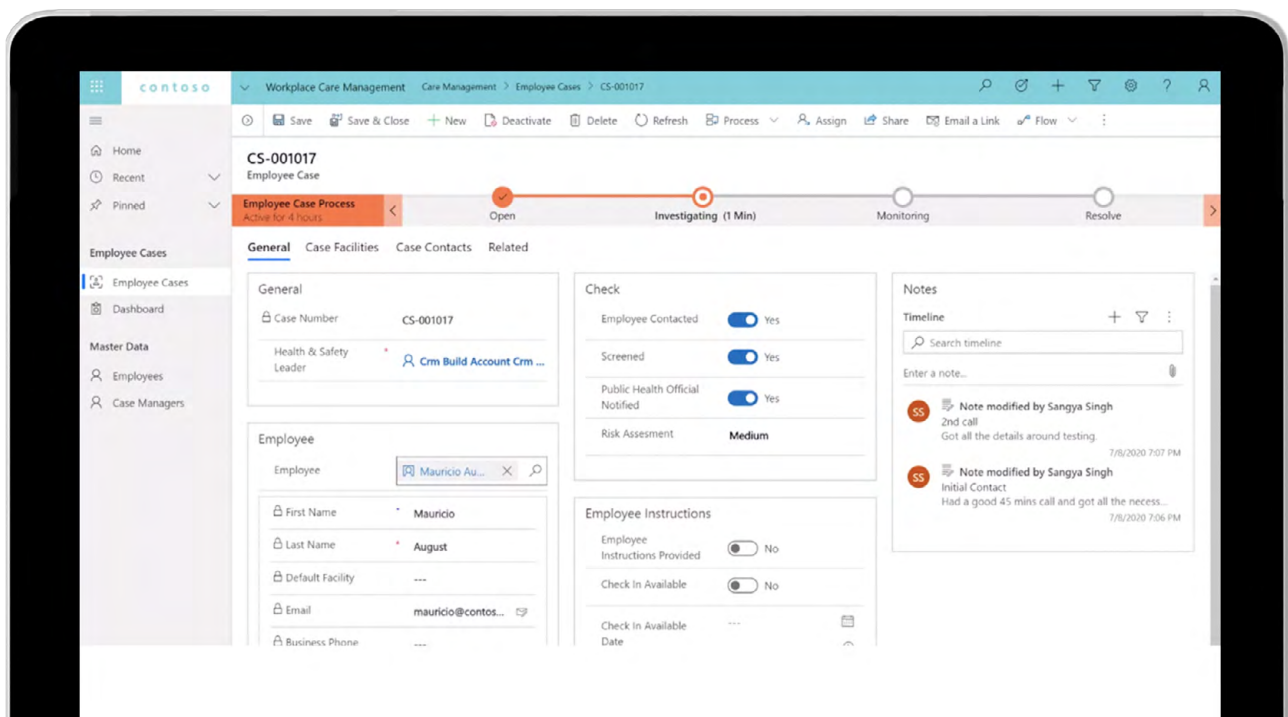 contoso
Workplace Care Management Care Management > Employee Cases > CS-001017 ?
Save Save & Close New Deactivate Delete Refresh Process Assign Share Email a Link Flow
Home
Recent
Pinned
Employee Cases
Employee Cases
Dashboard
Master Data
Employees
Case Managers
CS-001017
Employee Case
Employee Case Process
Active for 4 hours
Open
Investigating (1 Min)
Monitoring
Resolve
General Case Facilities Case Contacts Related
General
Case Number CS-001017
Health & Safety
Leader * Crm Build Account Crm ...
Employee
Employee Mauricio Au...
First Name * Mauricio
Last Name * August
Default Facility ---
Email mauricio@contos...
Business Phone ---
Check
Employee Contacted Yes
Screened Yes
Public Health Official
Notified Yes
Risk Assesment Medium
Employee Instructions
Employee
Instructions Provided No
Check In Available No
Check In Available
Date ---
Notes
Timeline
Search timeline
Enter a note...
SS
Note modified by Sangya Singh
2nd call
Got all the details around testing.
7/8/2020 7:07 PM
SS
Note modified by Sangya Singh
Initial Contact
Had a good 45 mins call and got all the necess...
7/8/2020 7:06 PM